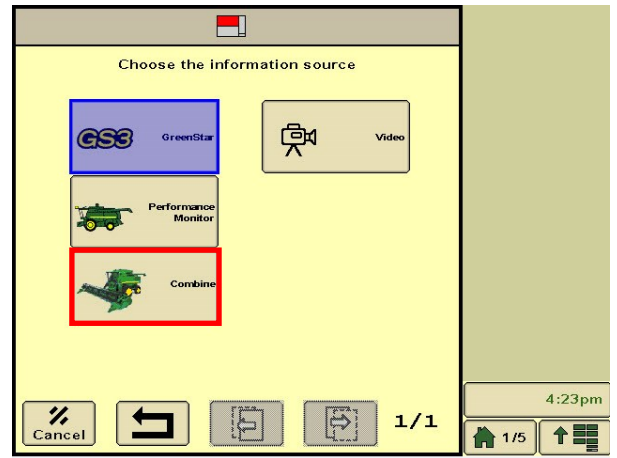 Choose the information source
GS3 GreenStar
Video
Performance
Monitor
Combine
Cancel
1/1
4:23pm
1/5